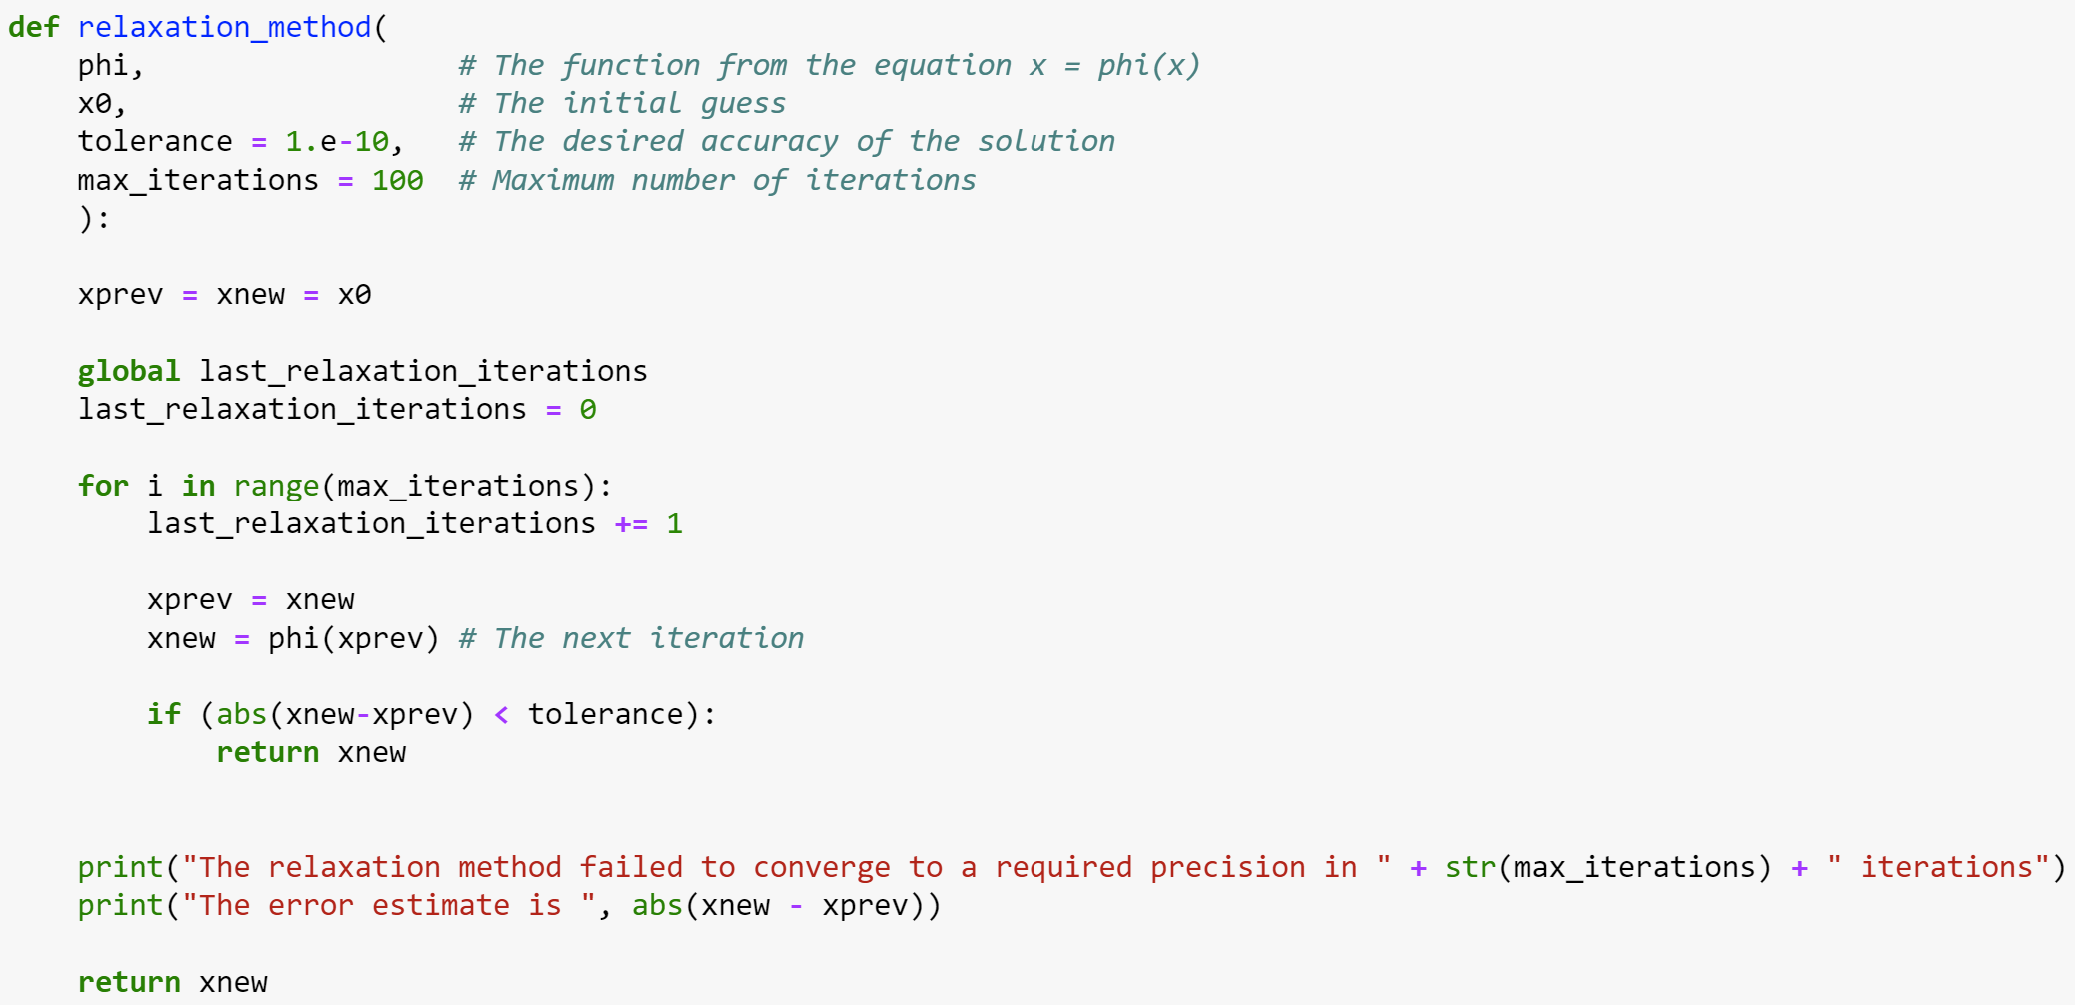 def relaxation_method(
    phi,                  # The function from the equation x = phi(x)
    x0,                   # The initial guess
    tolerance = 1.e-10,   # The desired accuracy of the solution
    max_iterations = 100  # Maximum number of iterations
    ):
    xprev = xnew = x0
    global last_relaxation_iterations
    last_relaxation_iterations = 0
    for i in range(max_iterations):
        last_relaxation_iterations += 1
        xprev = xnew
        xnew = phi(xprev) # The next iteration
        if (abs(xnew-xprev) < tolerance):
            return xnew
    print("The relaxation method failed to converge to a required precision in " + str(max_iterations) + " iterations")
    print("The error estimate is ", abs(xnew - xprev))
    return xnew